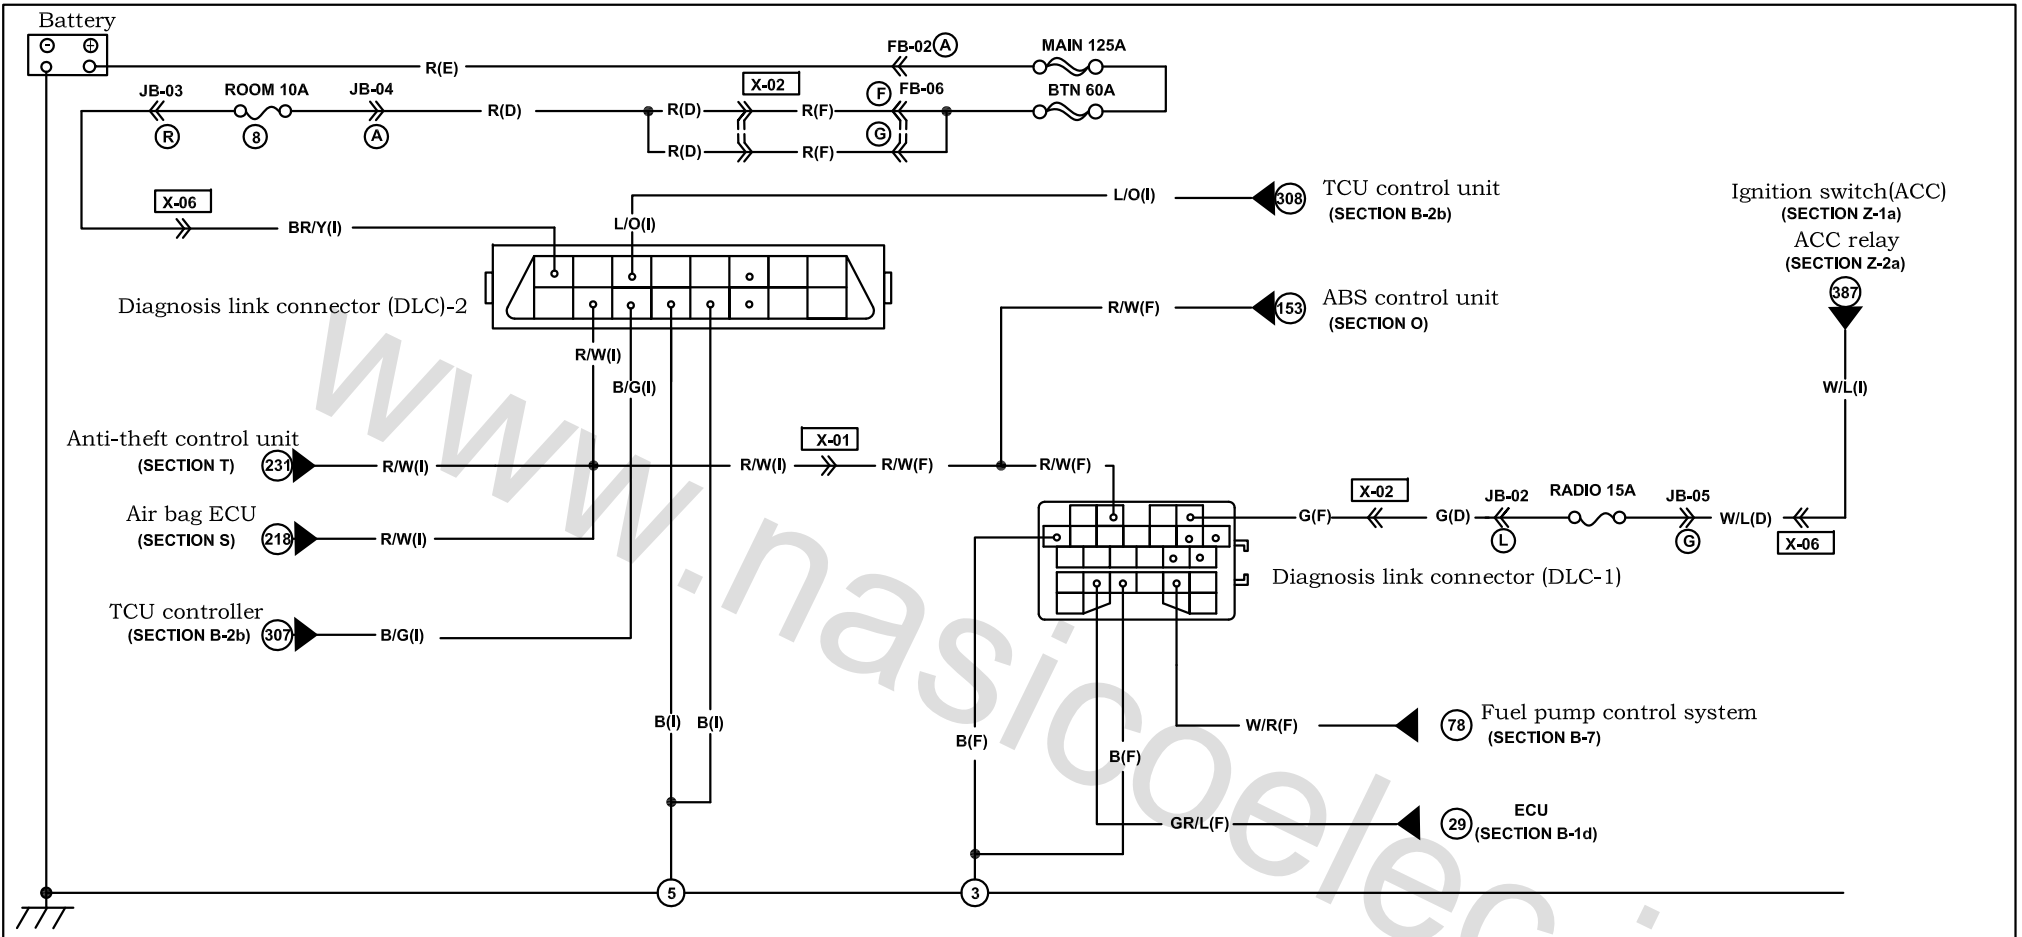 Battery
R(E)
FB-02 A
MAIN 125A
JB-03
ROOM 10A
JB-04
X-02
F FB-06
BTN 60A
R(D)
R(D)
R(F)
R
8
A
G
R(D)
R(F)
X-06
BR/Y(I)
L/O(I)
L/O(I)
308
TCU control unit
(SECTION B-2b)
Ignition switch(ACC)
(SECTION Z-1a)
ACC relay
(SECTION Z-2a)
387
Diagnosis link connector (DLC)-2
R/W(F)
153
ABS control unit
(SECTION O)
R/W(I)
B/G(I)
W/L(I)
Anti-theft control unit
(SECTION T)
231
R/W(I)
R/W(I)
X-01
R/W(F)
R/W(F)
Air bag ECU
(SECTION S)
218
R/W(I)
G(F)
X-02
G(D)
JB-02
L
RADIO 15A
JB-05
G
W/L(D)
X-06
Diagnosis link connector (DLC-1)
TCU controller
(SECTION B-2b)
307
B/G(I)
B(I)
B(I)
B(F)
B(F)
W/R(F)
78
Fuel pump control system
(SECTION B-7)
GR/L(F)
29
ECU
(SECTION B-1d)
5
3
www.nasicoelec.i